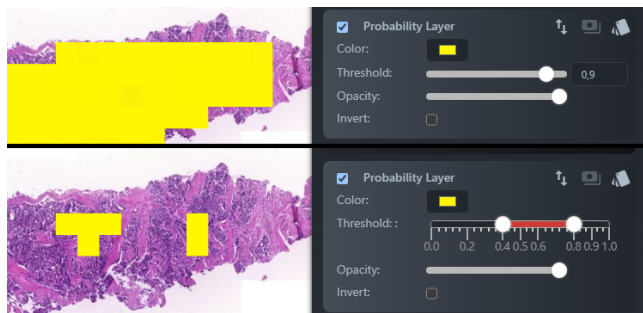 Probability Layer
Color:
Threshold: 0,9
Opacity:
Invert:
Probability Layer
Color:
Threshold: :
0.0 0.2 0.4 0.5 0.6 0.8 0.9 1.0
Opacity:
Invert: